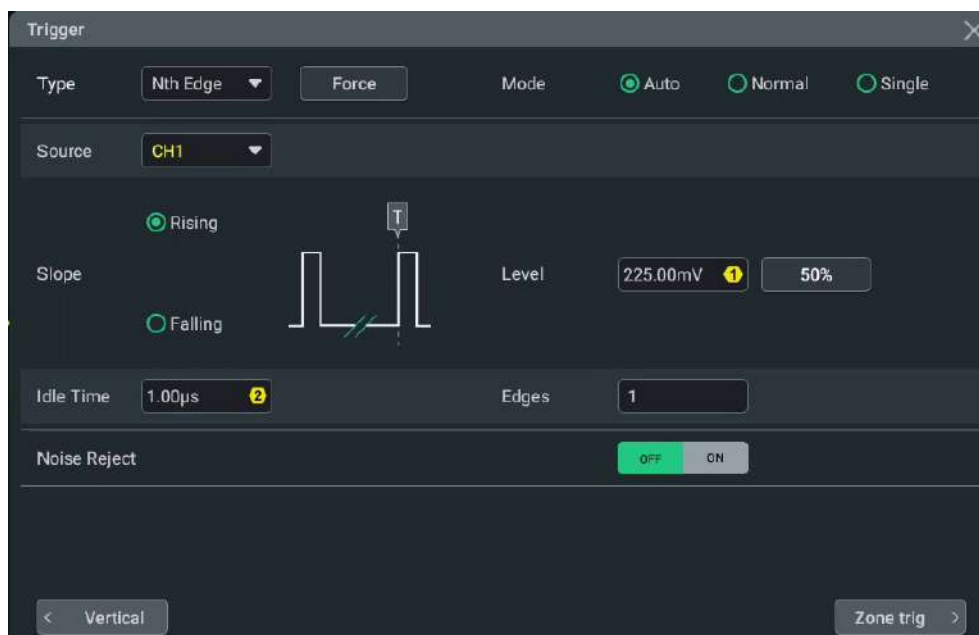 Trigger
Type Nth Edge Force Mode Auto Normal Single
Source CH1
Rising
T
Slope Level 225.00mV 1 50%
Falling
Idle Time 1.00µs 2 Edges 1
Noise Reject OFF ON
< Vertical Zone trig >